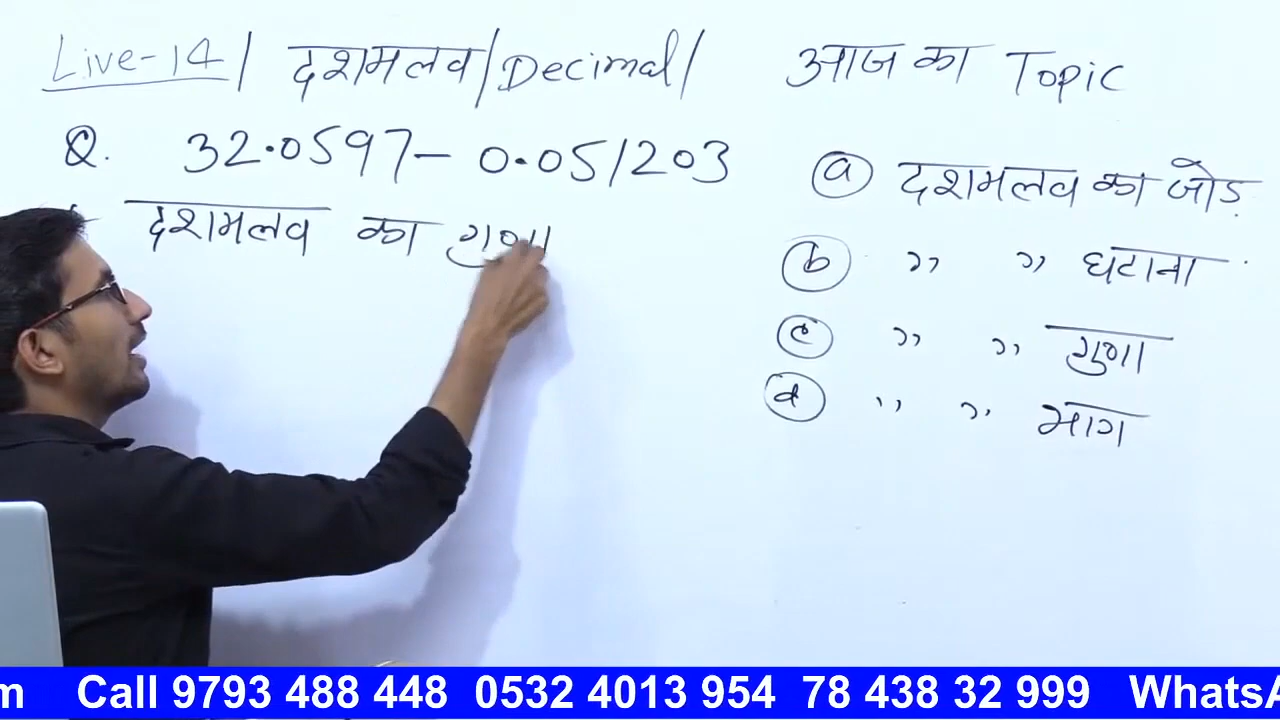 Live-14/ दशमलव/Decimal/
Q. 32.0597- 0.051203
दशमलव का गुणा
आज का Topic
a दशमलव का जोड़
b ,, ,, घटाना
c ,, ,, गुणा
d ,, ,, भाग
m Call 9793 488 448 0532 4013 954 78 438 32 999 WhatsA